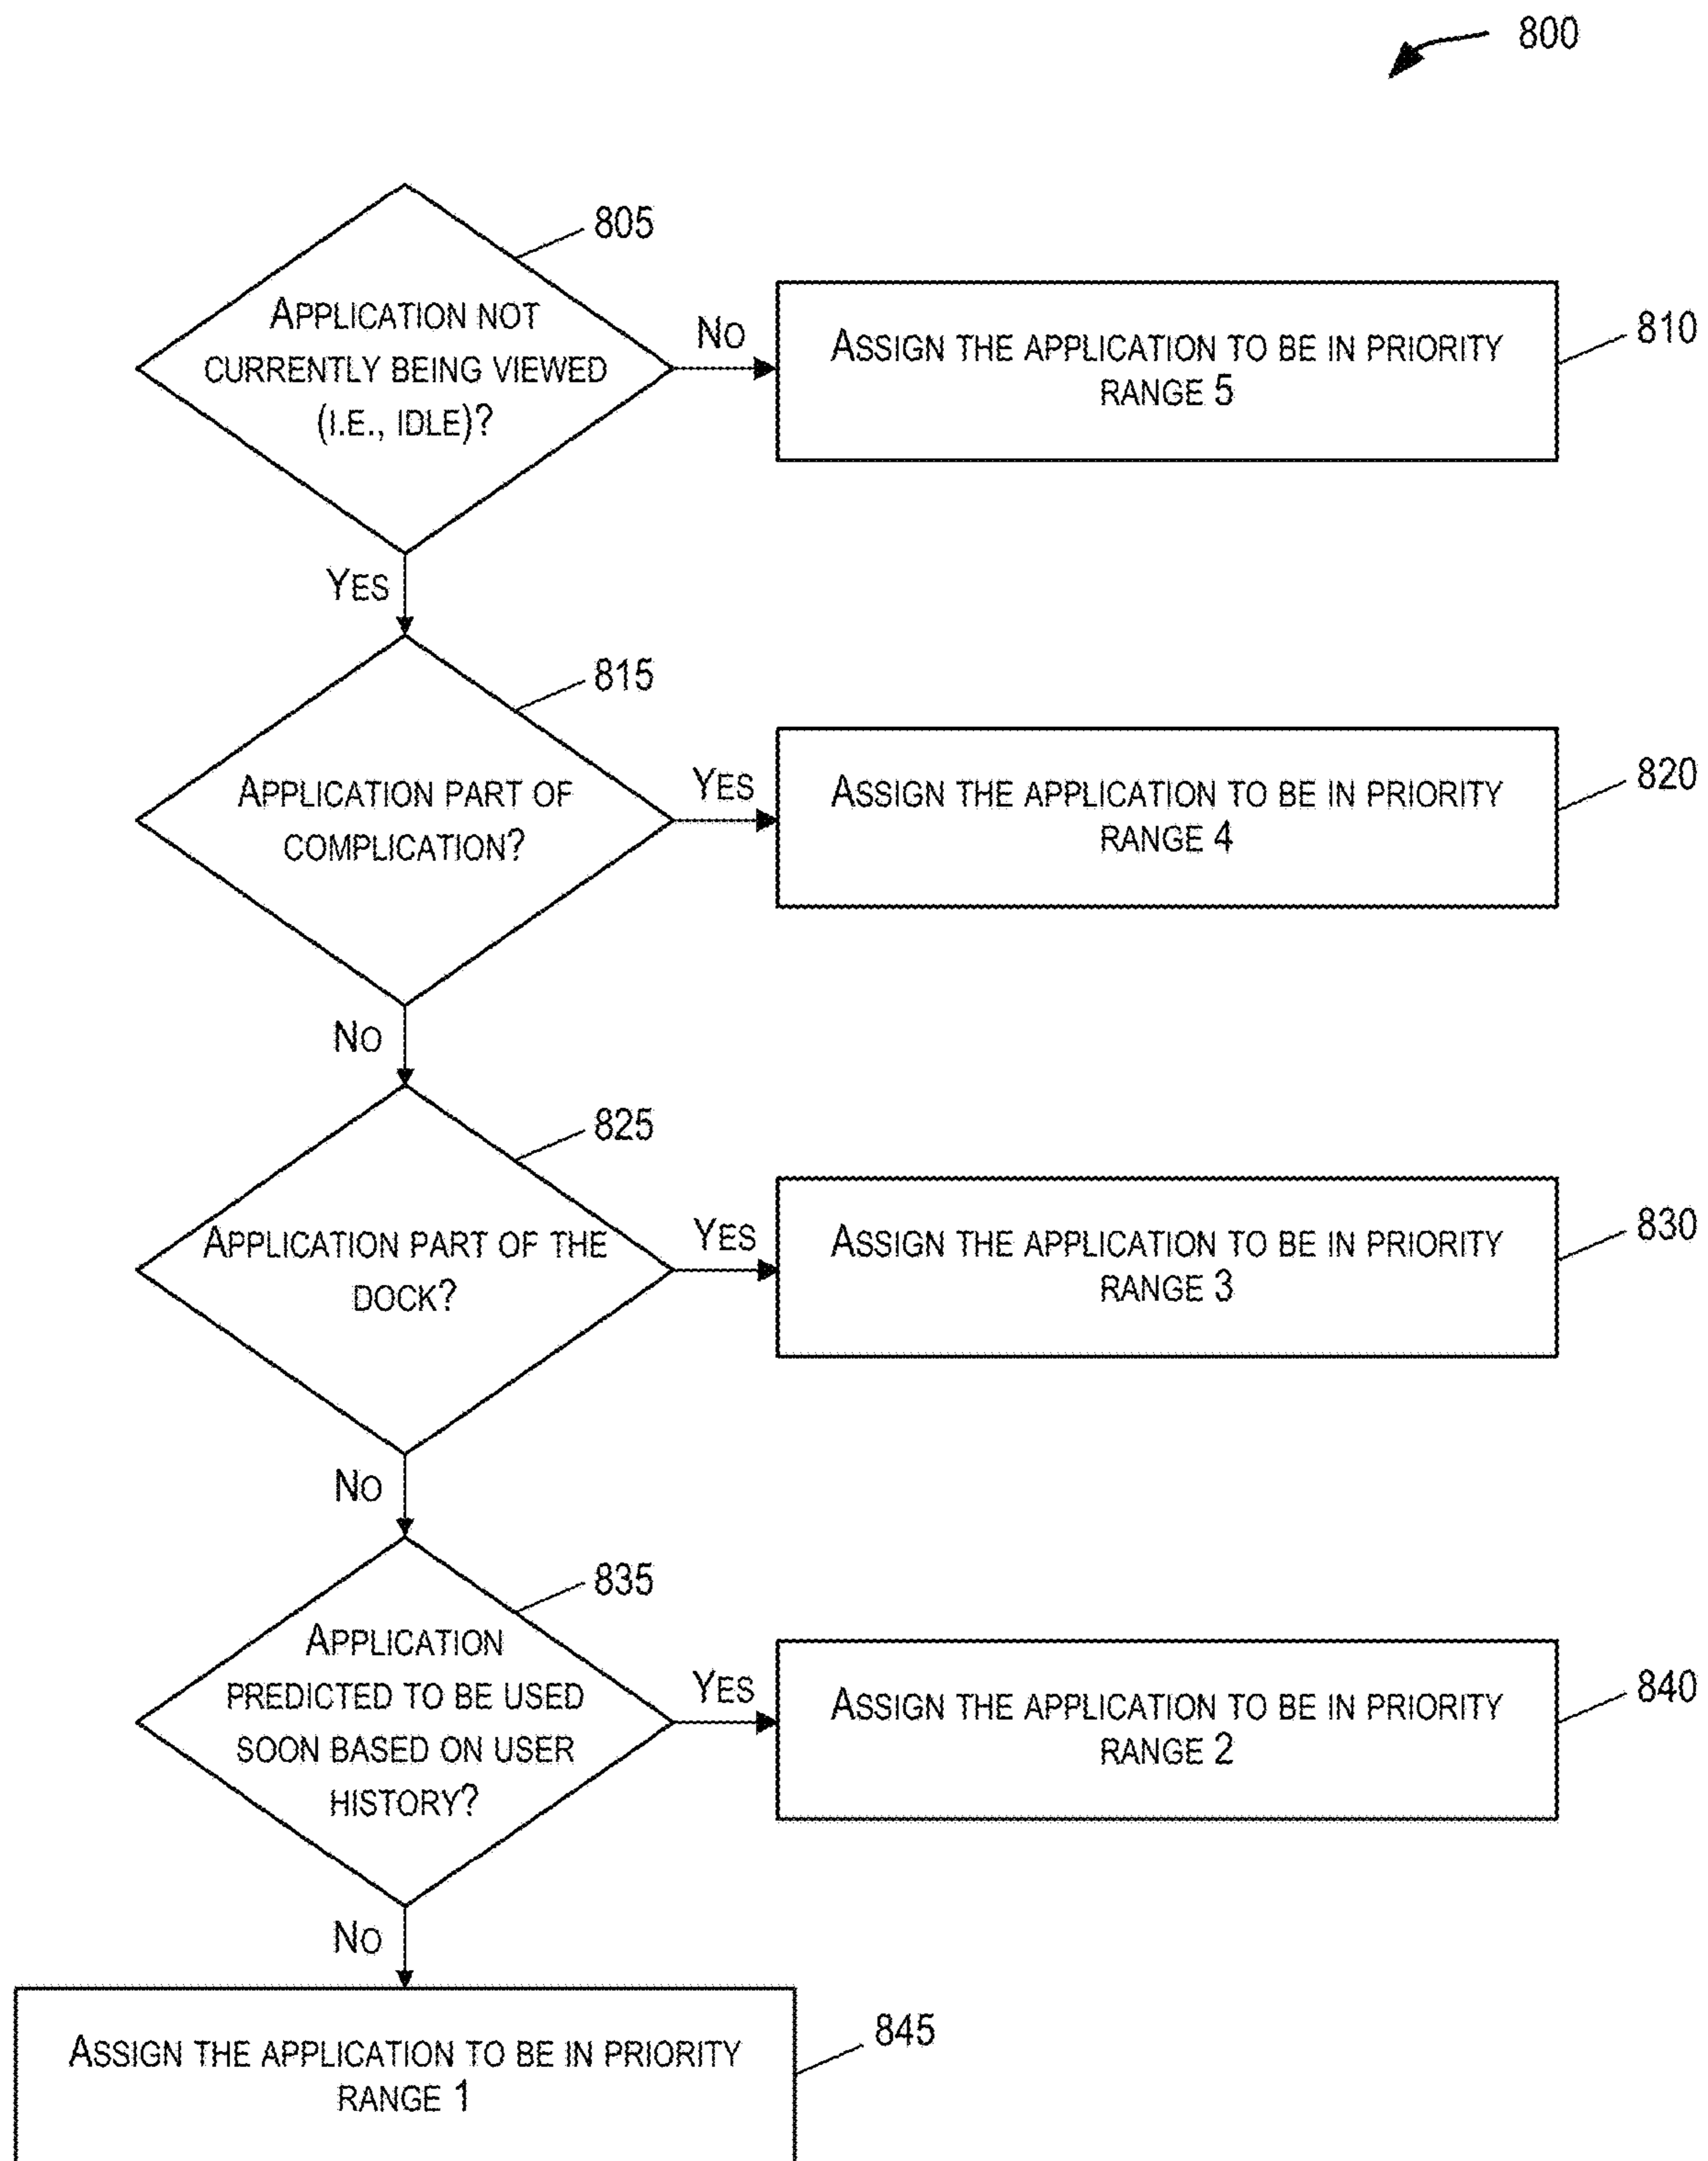 800
805
APPLICATION NOT
CURRENTLY BEING VIEWED
(I.E., IDLE)?
NO
ASSIGN THE APPLICATION TO BE IN PRIORITY
RANGE 5
810
YES
815
APPLICATION PART OF
COMPLICATION?
YES
ASSIGN THE APPLICATION TO BE IN PRIORITY
RANGE 4
820
NO
825
APPLICATION PART OF THE
DOCK?
YES
ASSIGN THE APPLICATION TO BE IN PRIORITY
RANGE 3
830
NO
835
APPLICATION
PREDICTED TO BE USED
SOON BASED ON USER
HISTORY?
YES
ASSIGN THE APPLICATION TO BE IN PRIORITY
RANGE 2
840
NO
ASSIGN THE APPLICATION TO BE IN PRIORITY
RANGE 1
845